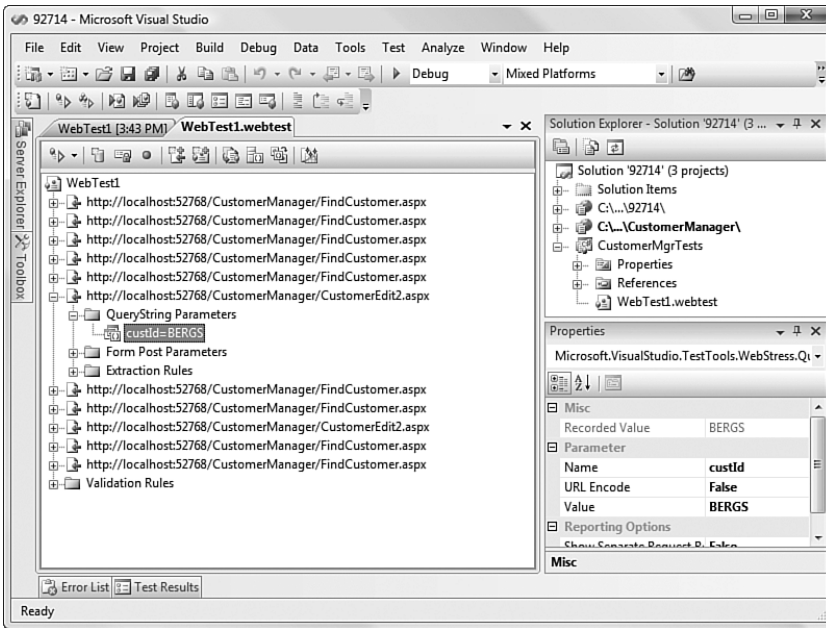 92714 - Microsoft Visual Studio
File Edit View Project Build Debug Data Tools Test Analyze Window Help
Debug Mixed Platforms
Server Explorer
Toolbox
WebTest1 [3:43 PM] WebTest1.webtest
WebTest1
http://localhost:52768/CustomerManager/FindCustomer.aspx
http://localhost:52768/CustomerManager/FindCustomer.aspx
http://localhost:52768/CustomerManager/FindCustomer.aspx
http://localhost:52768/CustomerManager/FindCustomer.aspx
http://localhost:52768/CustomerManager/FindCustomer.aspx
http://localhost:52768/CustomerManager/CustomerEdit2.aspx
QueryString Parameters
custId=BERGS
Form Post Parameters
Extraction Rules
http://localhost:52768/CustomerManager/FindCustomer.aspx
http://localhost:52768/CustomerManager/FindCustomer.aspx
http://localhost:52768/CustomerManager/CustomerEdit2.aspx
http://localhost:52768/CustomerManager/FindCustomer.aspx
http://localhost:52768/CustomerManager/FindCustomer.aspx
Validation Rules
Solution Explorer - Solution '92714' (3 ...
Solution '92714' (3 projects)
Solution Items
C:\...\92714\
C:\...\CustomerManager\
CustomerMgrTests
Properties
References
WebTest1.webtest
Properties
Microsoft.VisualStudio.TestTools.WebStress.Qu
Misc
Recorded Value BERGS
Parameter
Name custId
URL Encode False
Value BERGS
Reporting Options
Show Separate Request False
Misc
Error List Test Results
Ready